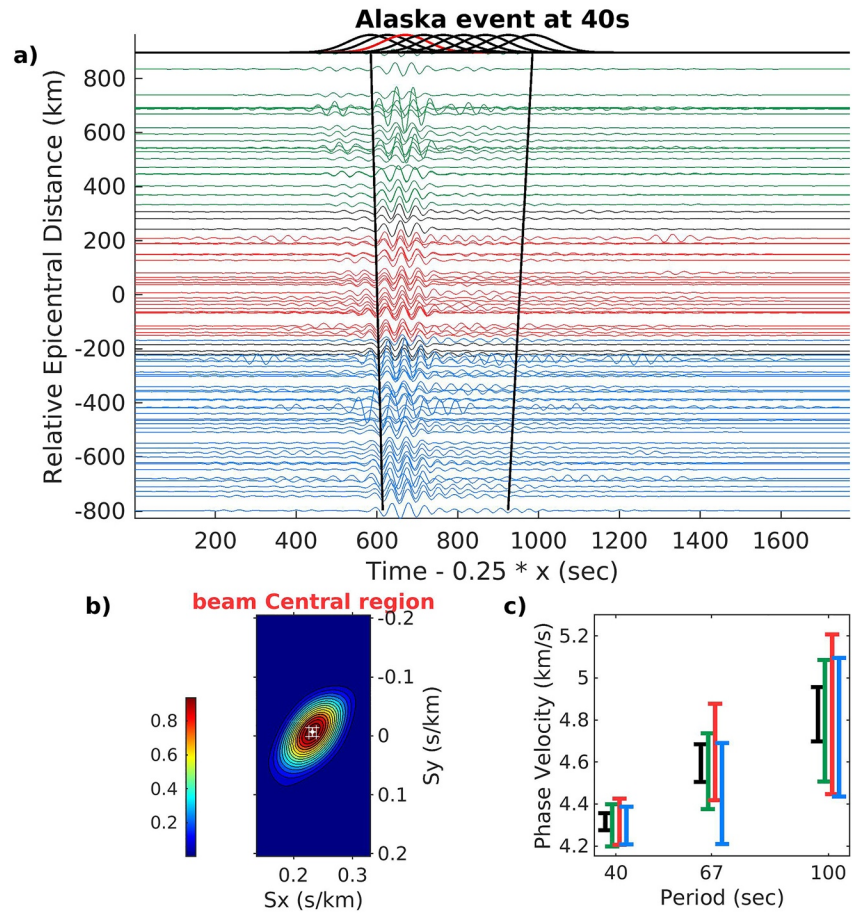 Alaska event at 40s
a)
Relative Epicentral Distance (km)
800
600
400
200
0
-200
-400
-600
-800
200 400 600 800 1000 1200 1400 1600
Time - 0.25 * x (sec)
b)
beam Central region
0.8
0.6
0.4
0.2
-0.2
-0.1
0
0.1
0.2
Sy (s/km)
0.2 0.3
Sx (s/km)
c)
Phase Velocity (km/s)
5.2
5
4.8
4.6
4.4
4.2
40 67 100
Period (sec)